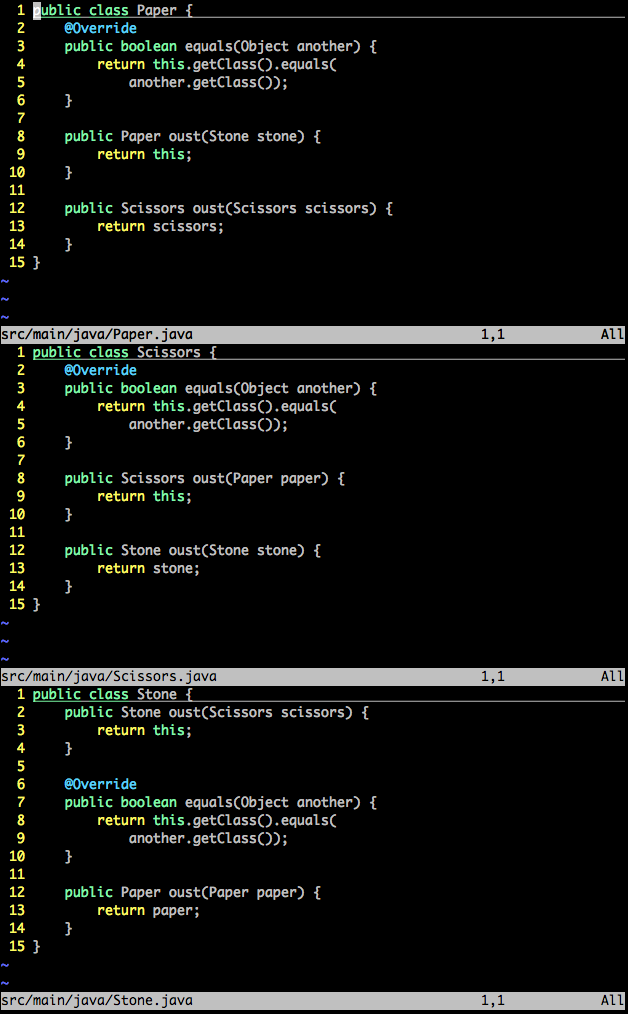 1 public class Paper {
2     @Override
3     public boolean equals(Object another) {
4         return this.getClass().equals(
5             another.getClass());
6     }
7
8     public Paper oust(Stone stone) {
9         return this;
10     }
11
12     public Scissors oust(Scissors scissors) {
13         return scissors;
14     }
15 }
~
~
~
src/main/java/Paper.java 1,1 All
1 public class Scissors {
2     @Override
3     public boolean equals(Object another) {
4         return this.getClass().equals(
5             another.getClass());
6     }
7
8     public Scissors oust(Paper paper) {
9         return this;
10     }
11
12     public Stone oust(Stone stone) {
13         return stone;
14     }
15 }
~
~
~
src/main/java/Scissors.java 1,1 All
1 public class Stone {
2     public Stone oust(Scissors scissors) {
3         return this;
4     }
5
6     @Override
7     public boolean equals(Object another) {
8         return this.getClass().equals(
9             another.getClass());
10     }
11
12     public Paper oust(Paper paper) {
13         return paper;
14     }
15 }
~
~
src/main/java/Stone.java 1,1 All